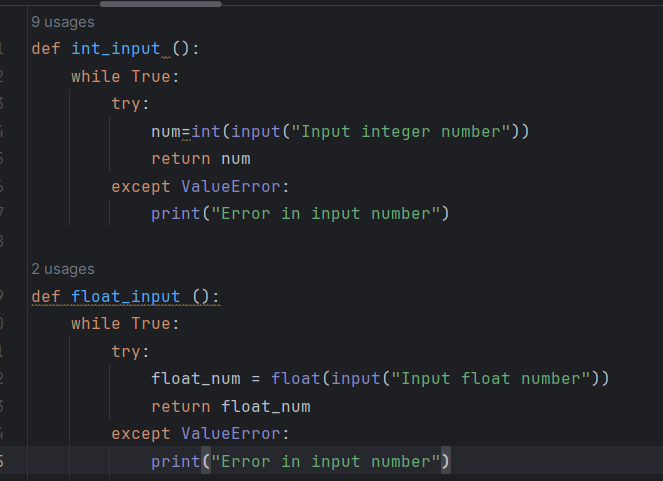 9 usages
def int_input ():
    while True:
        try:
            num=int(input("Input integer number"))
            return num
        except ValueError:
            print("Error in input number")
2 usages
def float_input ():
    while True:
        try:
            float_num = float(input("Input float number"))
            return float_num
        except ValueError:
            print("Error in input number")